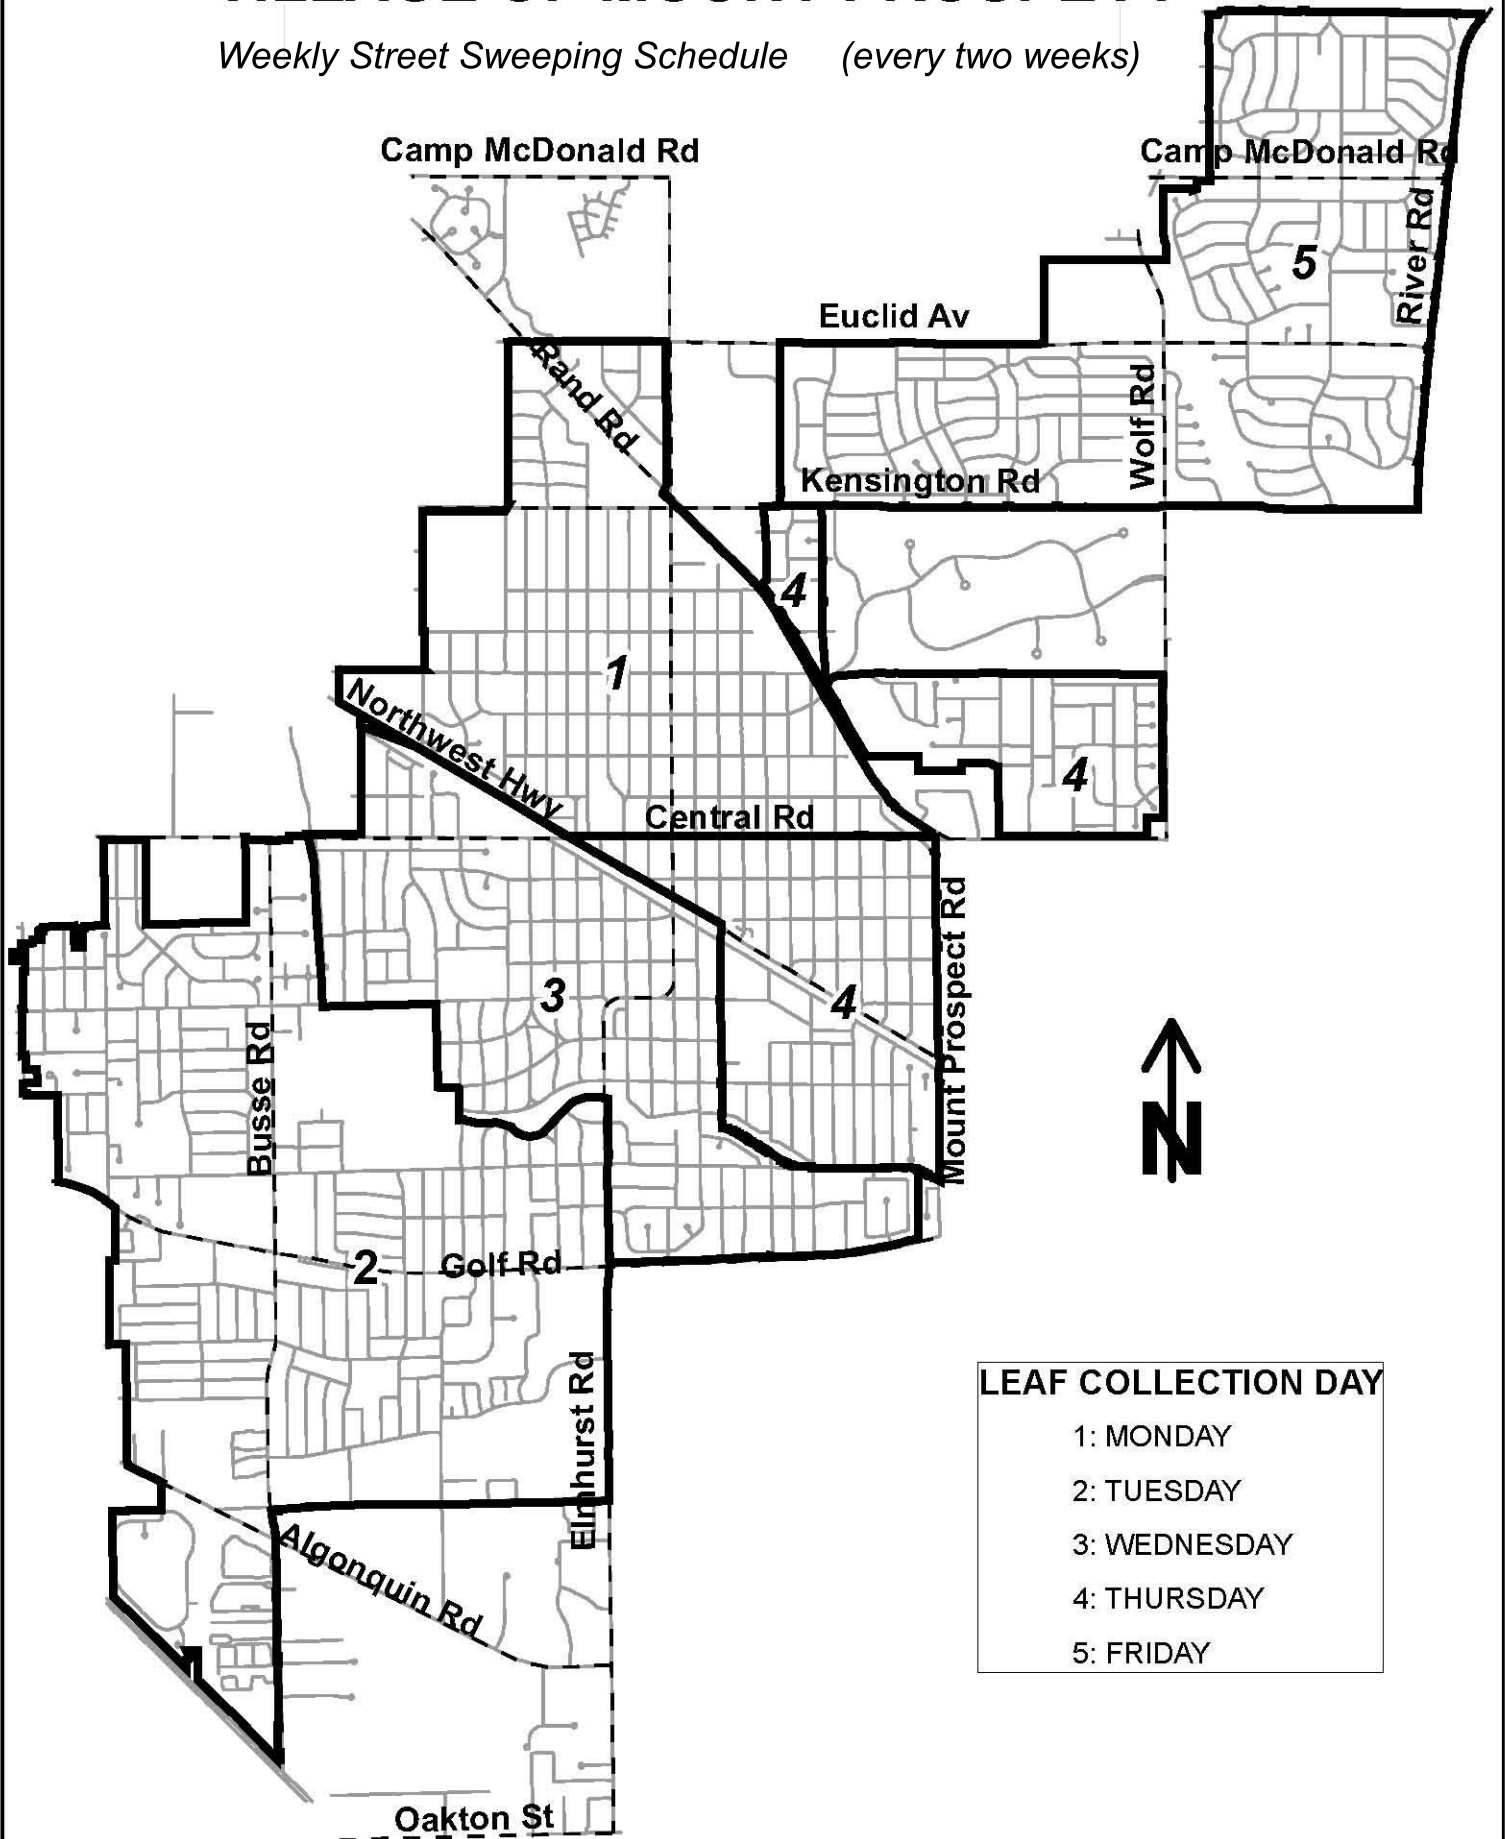 Weekly Street Sweeping Schedule (every two weeks)
Camp McDonald Rd
Camp McDonald Rd
River Rd
5
Euclid Av
Rand Rd
Wolf Rd
Kensington Rd
4
1
Northwest Hwy
4
Central Rd
Mount Prospect Rd
3
4
Busse Rd
N
2
Golf Rd
Elmhurst Rd
LEAF COLLECTION DAY
1: MONDAY
2: TUESDAY
3: WEDNESDAY
4: THURSDAY
5: FRIDAY
Algonquin Rd
Oakton St